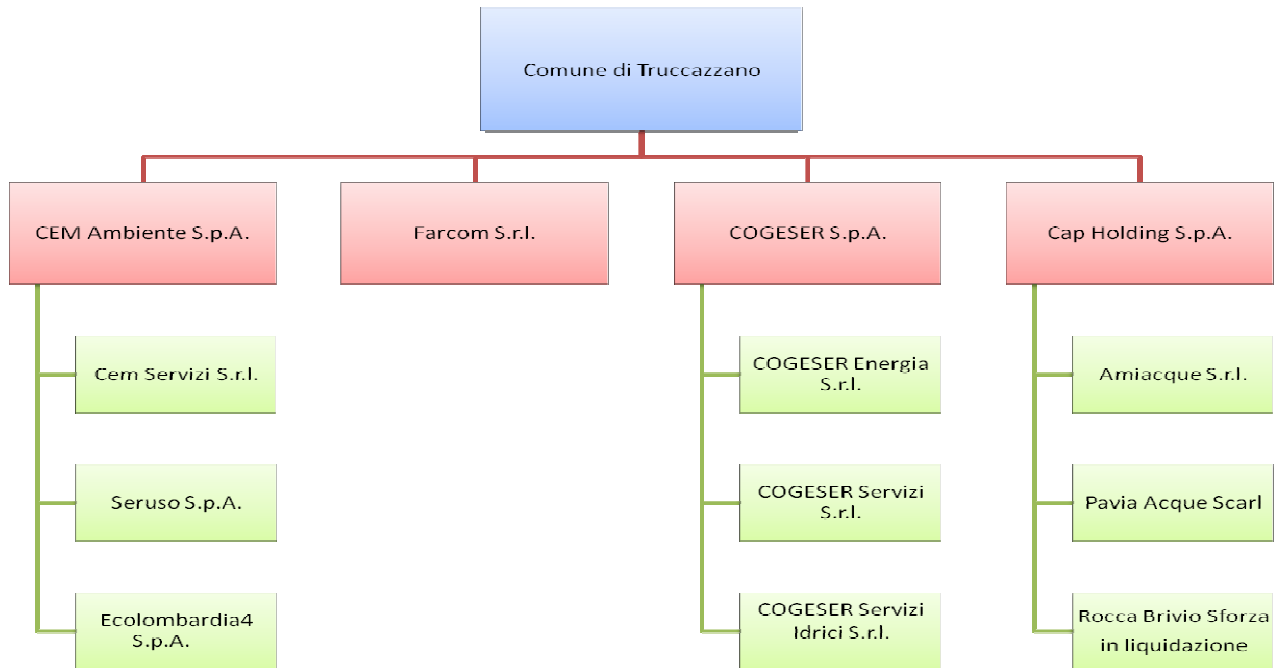 Comune di Truccazzano
CEM Ambiente S.p.A.
Farcom S.r.l.
COGESER S.p.A.
Cap Holding S.p.A.
Cem Servizi S.r.l.
Seruso S.p.A.
Ecolombardia4
S.p.A.
COGESER Energia
S.r.l.
COGESER Servizi
S.r.l.
COGESER Servizi
Idrici S.r.l.
Amiacque S.r.l.
Pavia Acque Scarl
Rocca Brivio Sforza
in liquidazione